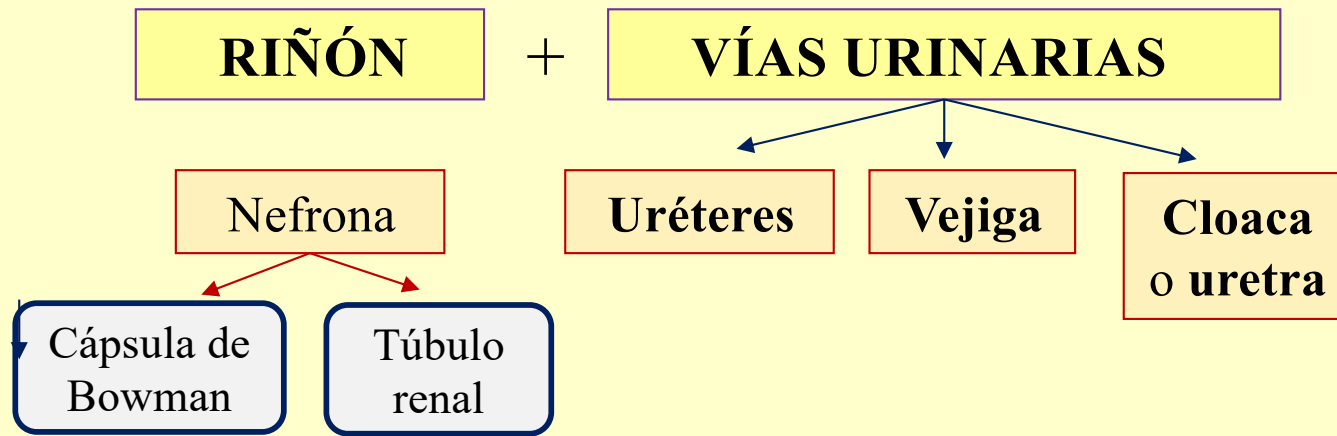 RIÑÓN + VÍAS URINARIAS
Nefrona
Uréteres
Vejiga
Cloaca
o uretra
Cápsula de
Bowman
Túbulo
renal